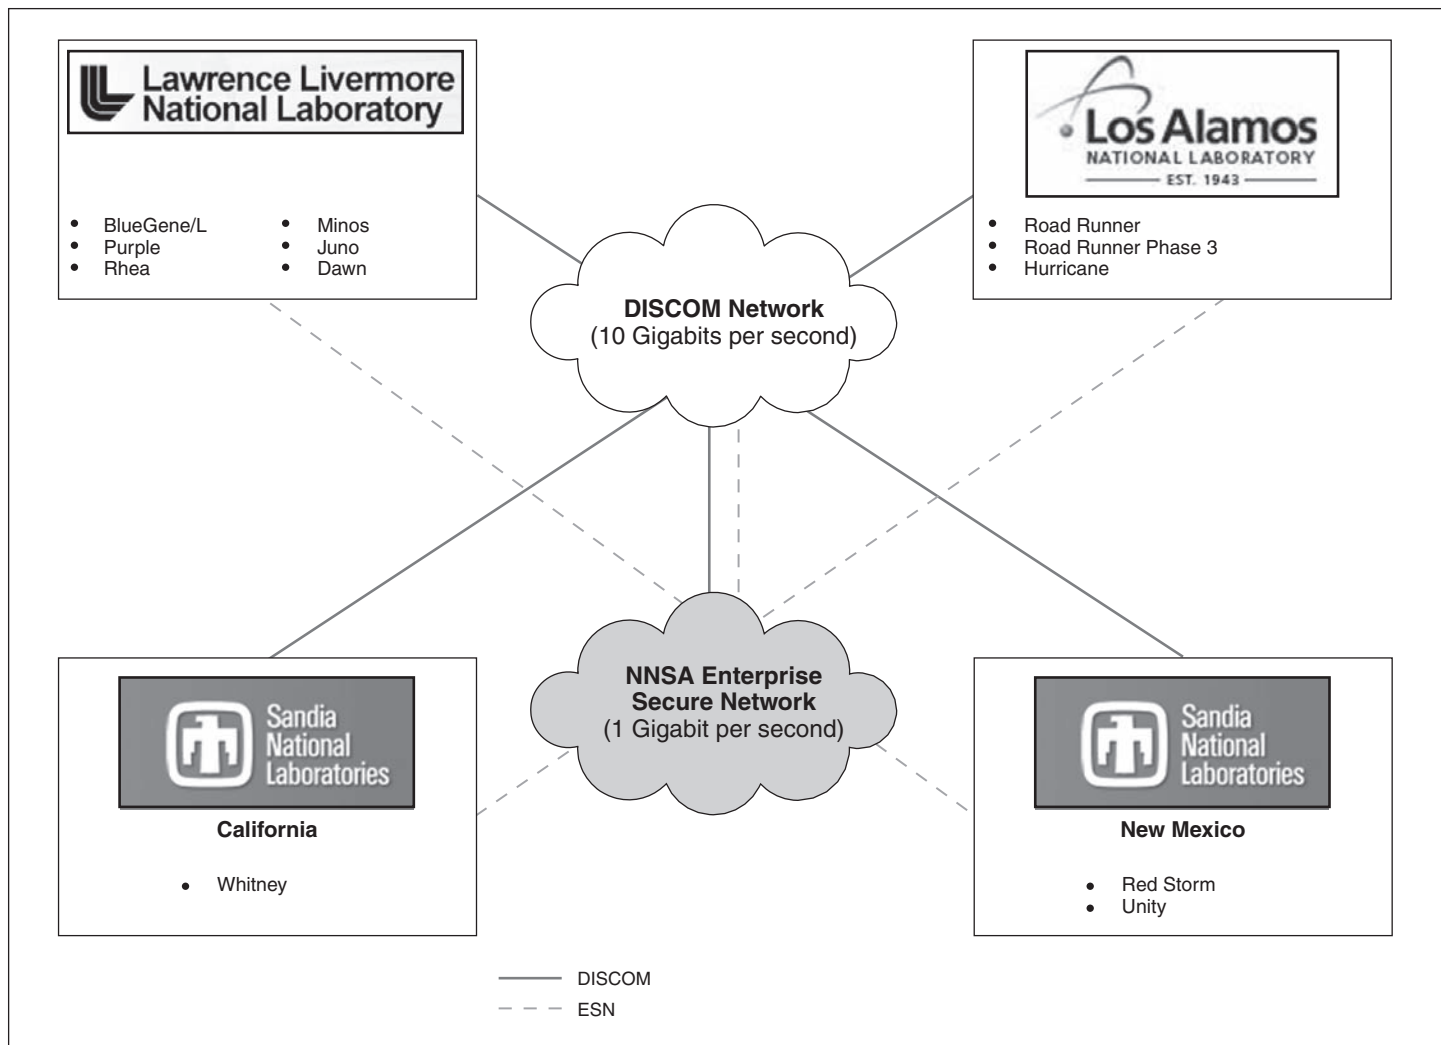 Lawrence Livermore
National Laboratory
• BlueGene/L
• Purple
• Rhea
• Minos
• Juno
• Dawn
Los Alamos
NATIONAL LABORATORY
EST. 1943
• Road Runner
• Road Runner Phase 3
• Hurricane
DISCOM Network
(10 Gigabits per second)
NNSA Enterprise
Secure Network
(1 Gigabit per second)
Sandia
National
Laboratories
California
• Whitney
Sandia
National
Laboratories
New Mexico
• Red Storm
• Unity
DISCOM
ESN